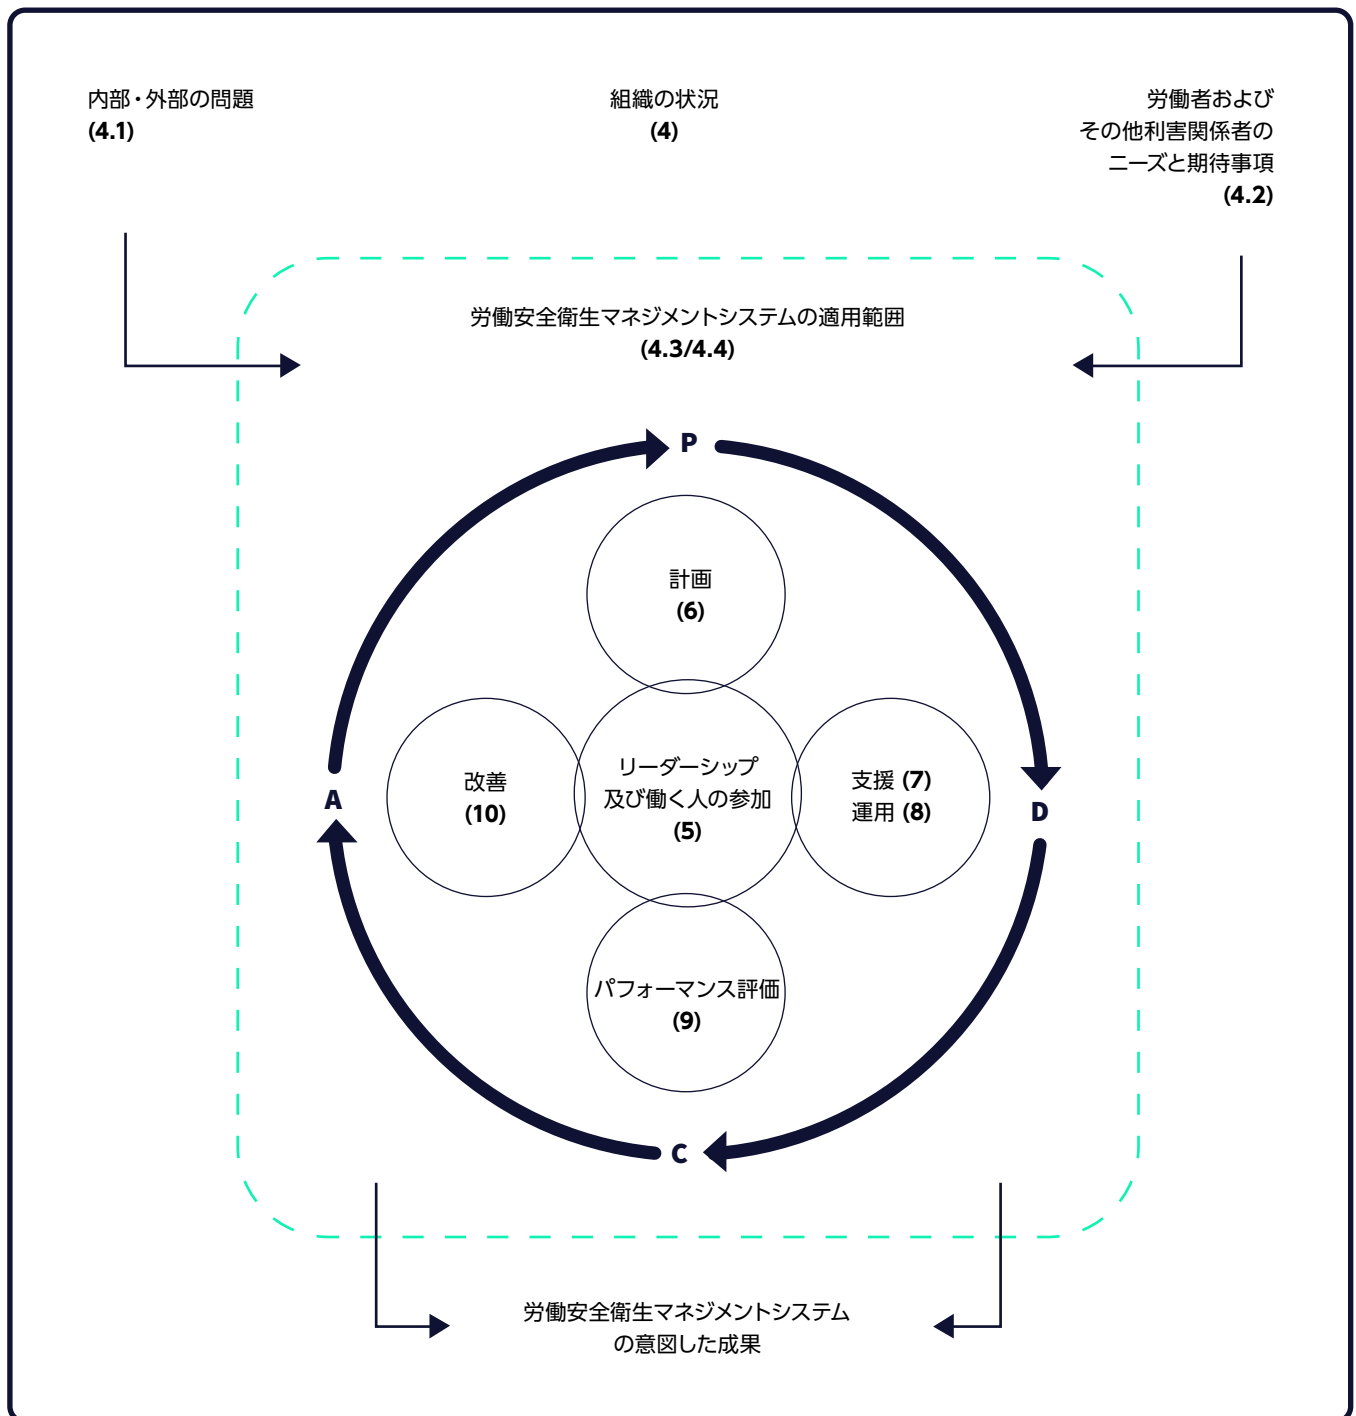 内部・外部の問題
(4.1)
組織の状況
(4)
労働者および
その他利害関係者の
ニーズと期待事項
(4.2)
労働安全衛生マネジメントシステムの適用範囲
(4.3/4.4)
P
計画
(6)
改善
(10)
リーダーシップ
及び働く人の参加
(5)
支援 (7)
運用 (8)
A
D
パフォーマンス評価
(9)
C
労働安全衛生マネジメントシステム
の意図した成果